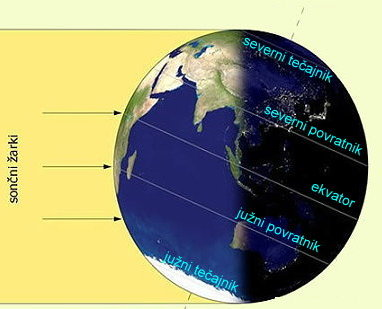 sončni žarki
severni tečajnik
severni povratnik
ekvator
južni povratnik
južni tečajnik